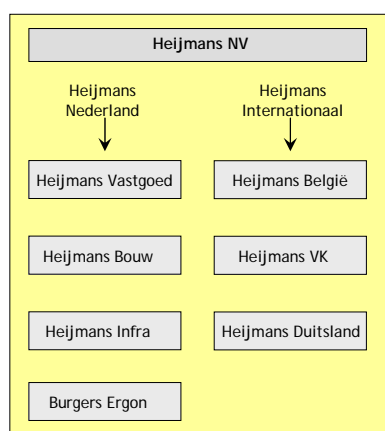 Heijmans NV
Heijmans
Nederland
Heijmans
Internationaal
Heijmans Vastgoed
Heijmans België
Heijmans Bouw
Heijmans VK
Heijmans Infra
Heijmans Duitsland
Burgers Ergon